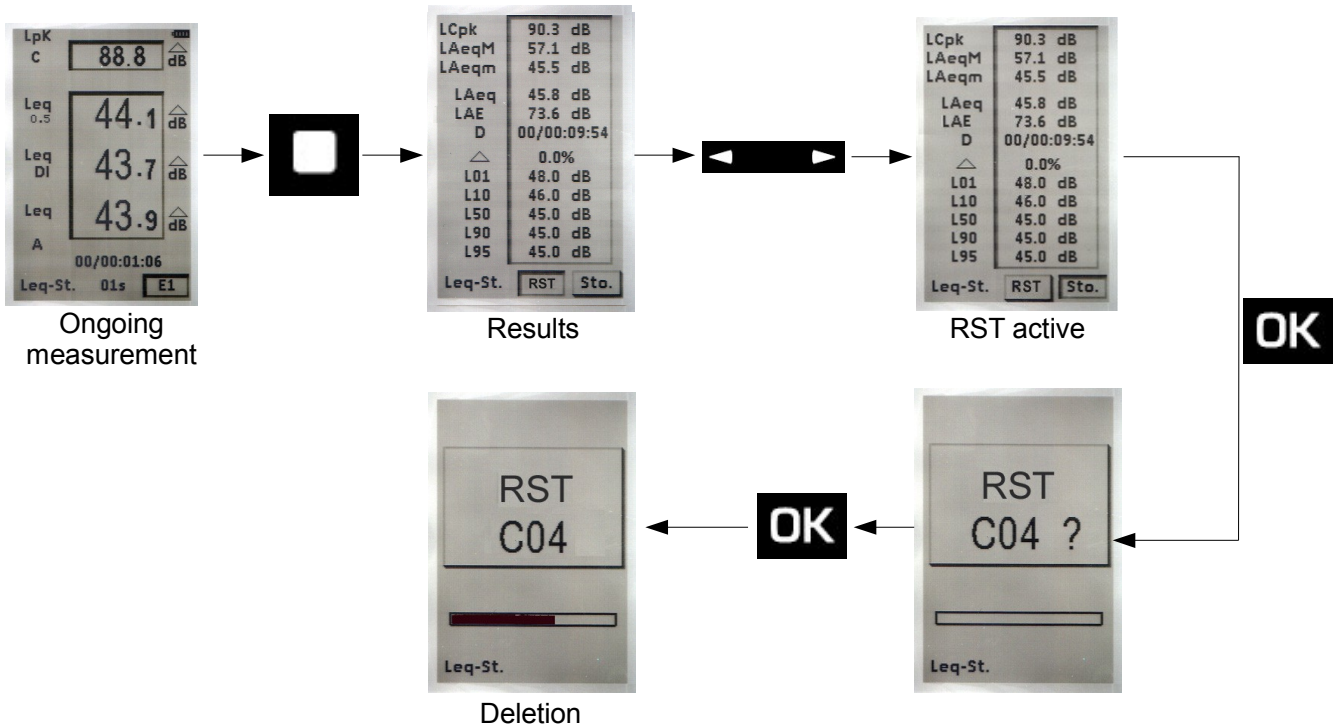 LpK
C 88.8 dB
Leq
0.5 44.1 dB
Leq
DI 43.7 dB
Leq 43.9 dB
A
00/00:01:06
Leq-St. 01s E1
Ongoing
measurement
LCpk 90.3 dB
LAeqM 57.1 dB
LAeqm 45.5 dB
LAeq 45.8 dB
LAE 73.6 dB
D 00/00:09:54
0.0%
L01 48.0 dB
L10 46.0 dB
L50 45.0 dB
L90 45.0 dB
L95 45.0 dB
Leq-St. RST Sto.
Results
LCpk 90.3 dB
LAeqM 57.1 dB
LAeqm 45.5 dB
LAeq 45.8 dB
LAE 73.6 dB
D 00/00:09:54
0.0%
L01 48.0 dB
L10 46.0 dB
L50 45.0 dB
L90 45.0 dB
L95 45.0 dB
Leq-St. RST Sto.
RST active
OK
RST
C04 ?
Leq-St.
OK
RST
C04
Leq-St.
Deletion